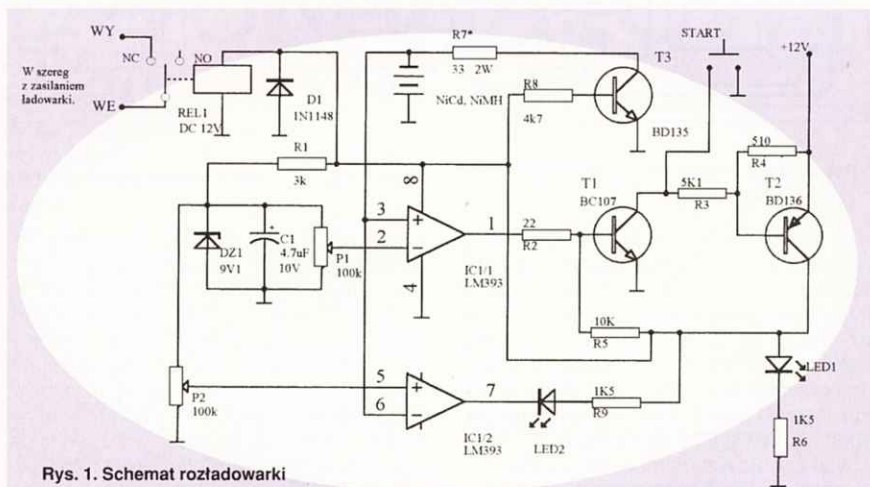 WY
NC
NO
W szereg
z zasilaniem
ładowarki.
WE
REL1
DC 12V
D1
1N1148
R1
3k
DZ1
9V1
C1
4.7uF
10V
P1
100k
P2
100k
R7*
33 2W
NiCd, NiMH
R8
4k7
T3
BD135
START
+12V
8
3
2
1
4
IC1/1
LM393
22
R2
T1
BC107
5K1
R3
510
R4
T2
BD136
10K
R5
5
6
7
IC1/2
LM393
LED2
1K5
R9
LED1
1K5
R6
Rys. 1. Schemat rozładowarki